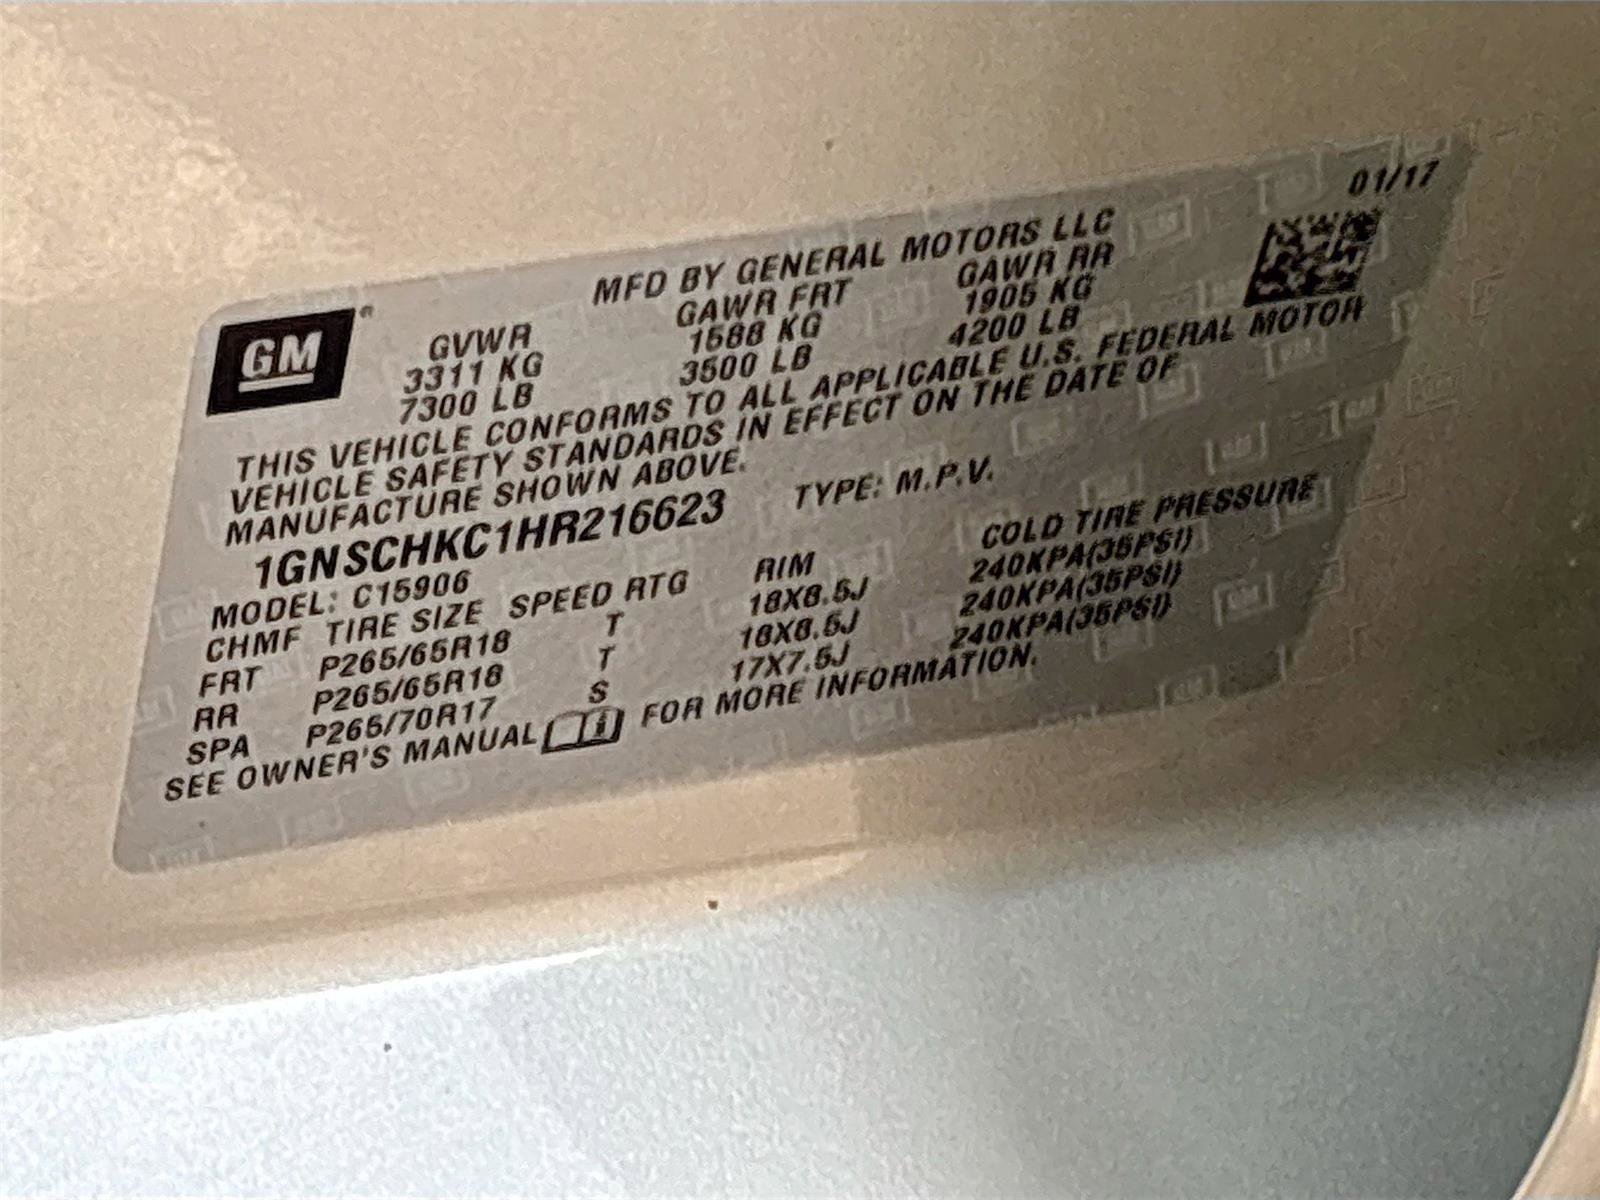 01/17
MFD BY GENERAL MOTORS LLC
GM®
GVWR GAWR FRT GAWR RR
3311 KG 1588 KG 1905 KG
7300 LB 3500 LB 4200 LB
THIS VEHICLE CONFORMS TO ALL APPLICABLE U.S. FEDERAL MOTOR
VEHICLE SAFETY STANDARDS IN EFFECT ON THE DATE OF
MANUFACTURE SHOWN ABOVE.
1GNSCHKC1HR216623 TYPE: M.P.V.
MODEL: C15906
CHMF TIRE SIZE SPEED RTG RIM COLD TIRE PRESSURE
FRT P265/65R18 T 18X8.5J 240KPA(35PSI)
RR P265/65R18 T 18X8.5J 240KPA(35PSI)
SPA P265/70R17 S 17X7.5J 240KPA(35PSI)
SEE OWNER'S MANUAL FOR MORE INFORMATION.